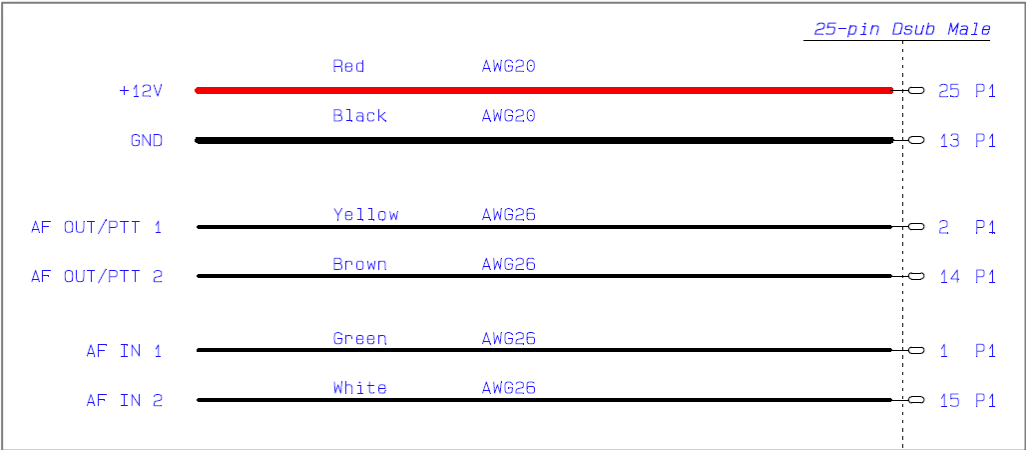 25-pin Dsub Male
Red AWG20
+12V 25 P1
Black AWG20
GND 13 P1
Yellow AWG26
AF OUT/PTT 1 2 P1
Brown AWG26
AF OUT/PTT 2 14 P1
Green AWG26
AF IN 1 1 P1
White AWG26
AF IN 2 15 P1